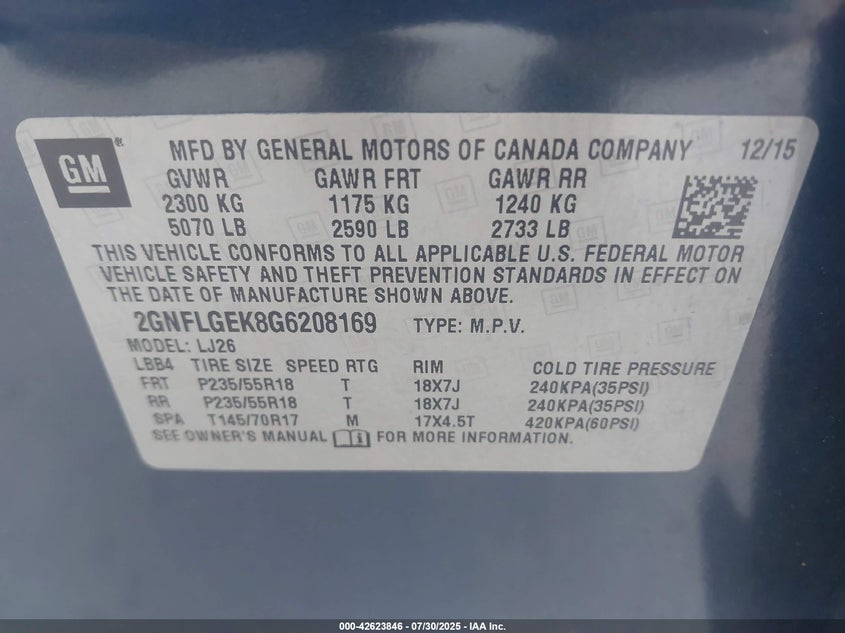 GM
MFD BY GENERAL MOTORS OF CANADA COMPANY 12/15
GVWR GAWR FRT GAWR RR
2300 KG 1175 KG 1240 KG
5070 LB 2590 LB 2733 LB
THIS VEHICLE CONFORMS TO ALL APPLICABLE U.S. FEDERAL MOTOR
VEHICLE SAFETY AND THEFT PREVENTION STANDARDS IN EFFECT ON
THE DATE OF MANUFACTURE SHOWN ABOVE.
2GNFLGEK8G6208169 TYPE: M.P.V.
MODEL: LJ26
LBB4 TIRE SIZE SPEED RTG RIM COLD TIRE PRESSURE
FRT P235/55R18 T 18X7J 240KPA(35PSI)
RR P235/55R18 T 18X7J 240KPA(35PSI)
SPA T145/70R17 M 17X4.5T 420KPA(60PSI)
SEE OWNER'S MANUAL FOR MORE INFORMATION.
000-42623846 - 07/30/2025 - IAA Inc.